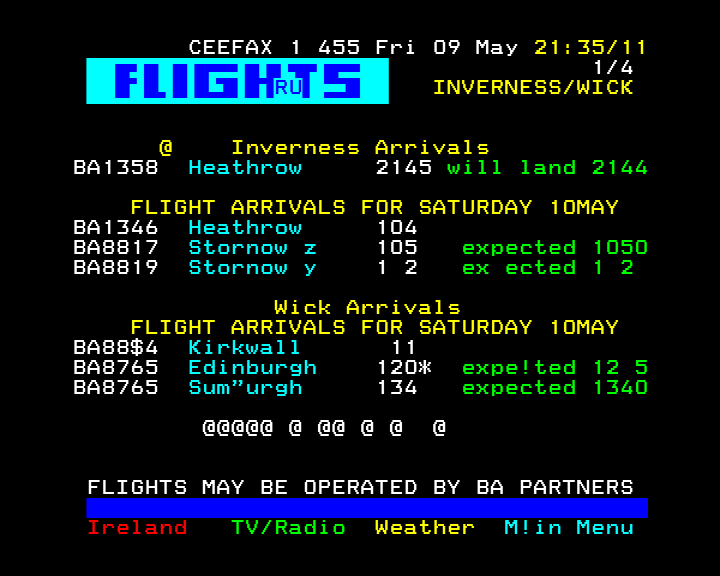 CEEFAX 1 455 Fri 09 May 21:35/11
1/4
FLIGHTS RU INVERNESS/WICK
@ Inverness Arrivals
BA1358 Heathrow 2145 will land 2144
FLIGHT ARRIVALS FOR SATURDAY 10MAY
BA1346 Heathrow 104
BA8817 Stornow z 105 expected 1050
BA8819 Stornow y 1 2 ex ected 1 2
Wick Arrivals
FLIGHT ARRIVALS FOR SATURDAY 10MAY
BA88$4 Kirkwall 11
BA8765 Edinburgh 120* expe!ted 12 5
BA8765 Sum"urgh 134 expected 1340
@@@@@ @ @@ @ @ @
FLIGHTS MAY BE OPERATED BY BA PARTNERS
Ireland TV/Radio Weather M!in Menu